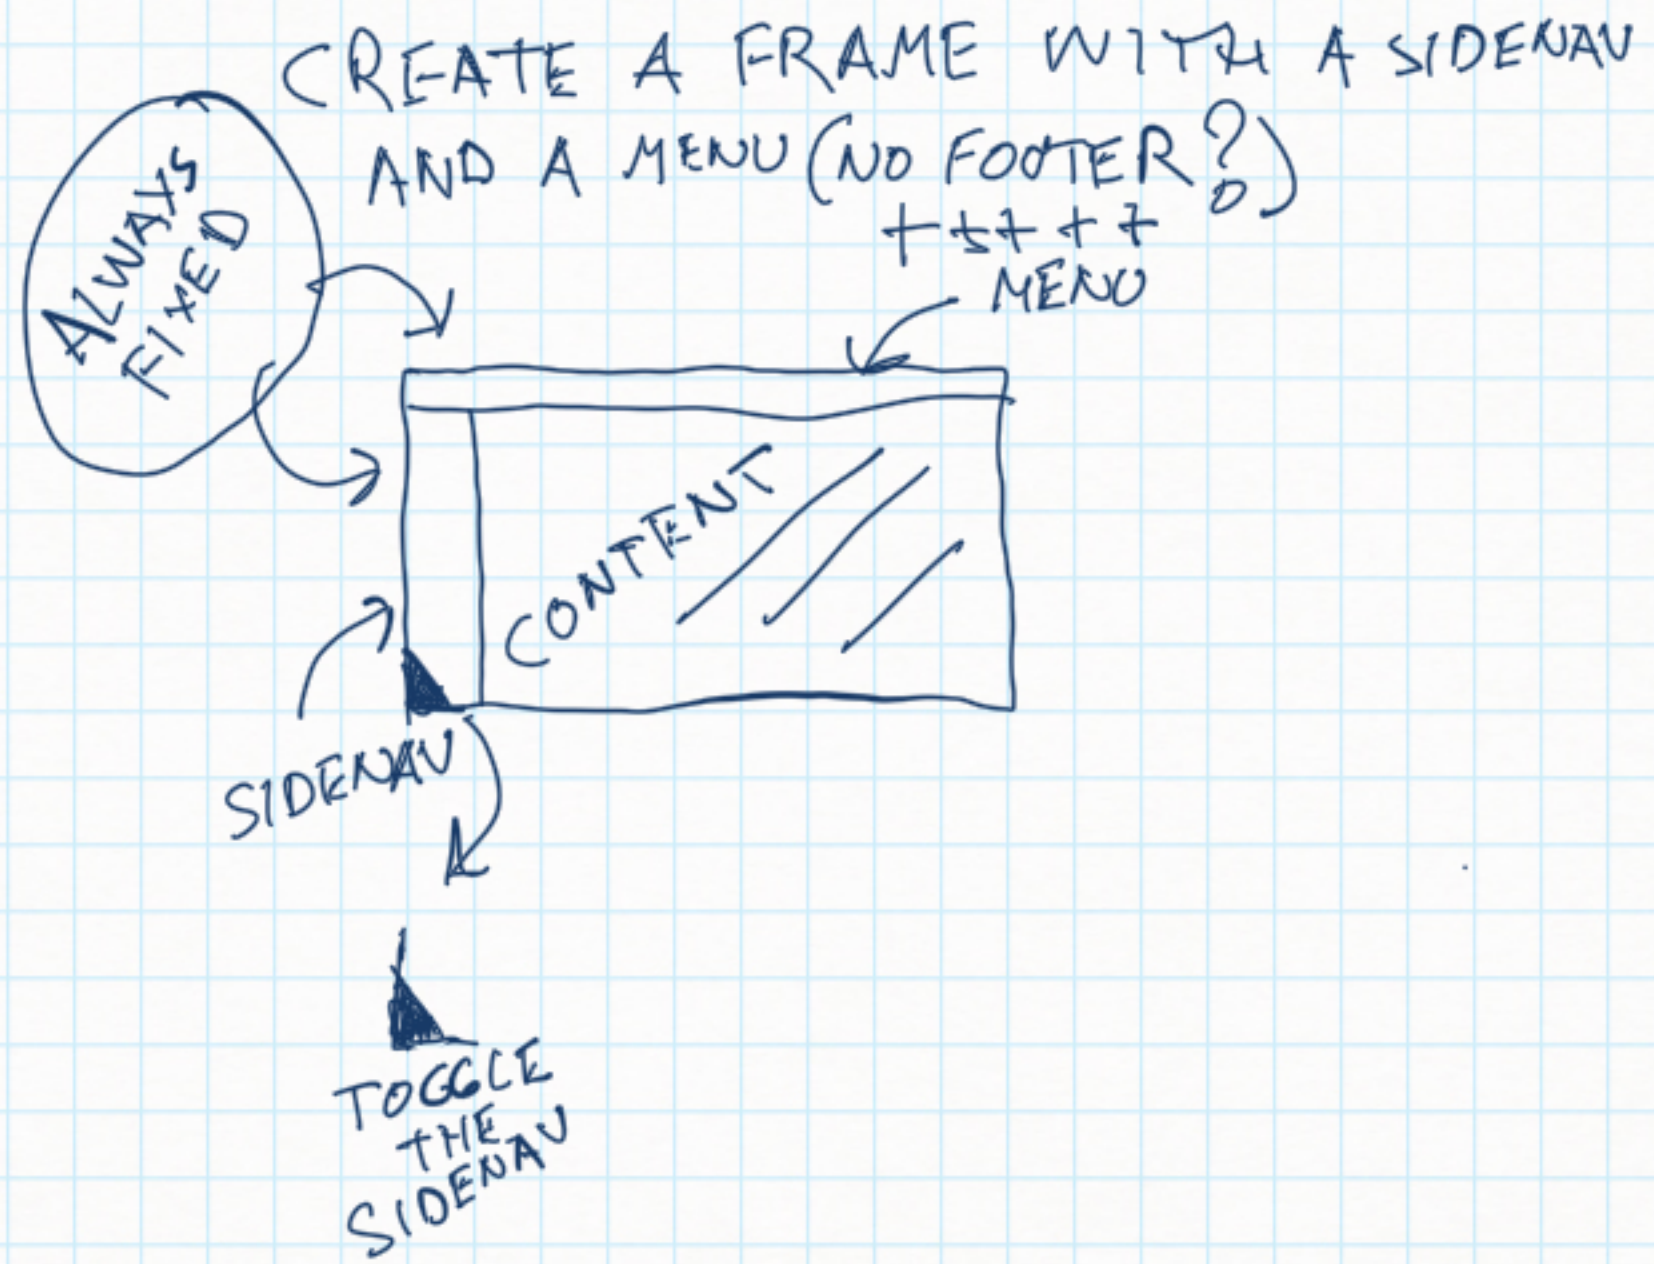 CREATE A FRAME WITH A SIDENAV
AND A MENU (NO FOOTER?)
ALWAYS
FIXED
MENU
CONTENT
SIDENAV
TOGGLE
THE
SIDENAV